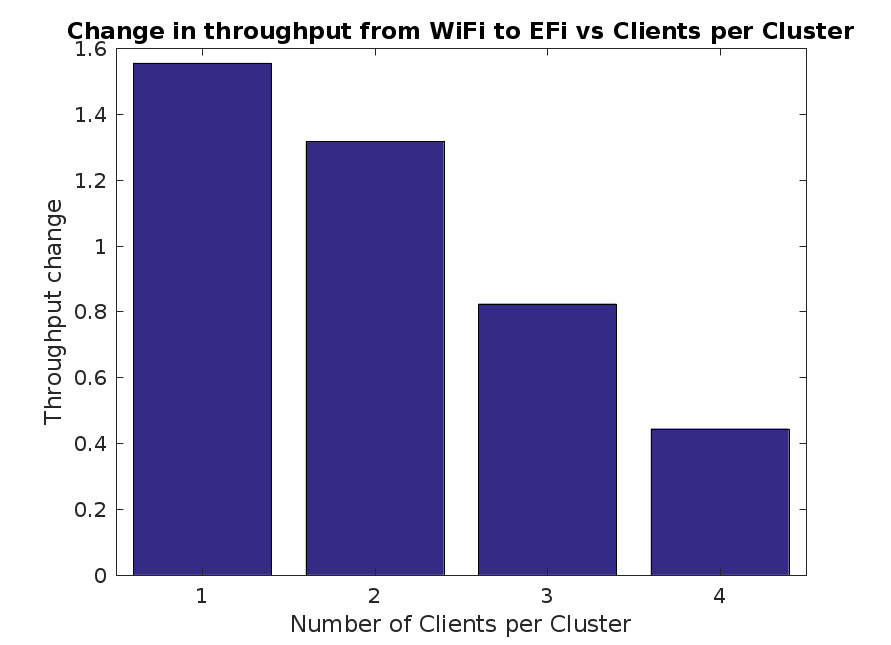 Change in throughput from WiFi to EFi vs Clients per Cluster
1.6
1.4
1.2
1
0.8
0.6
0.4
0.2
0
Throughput change
1 2 3 4
Number of Clients per Cluster